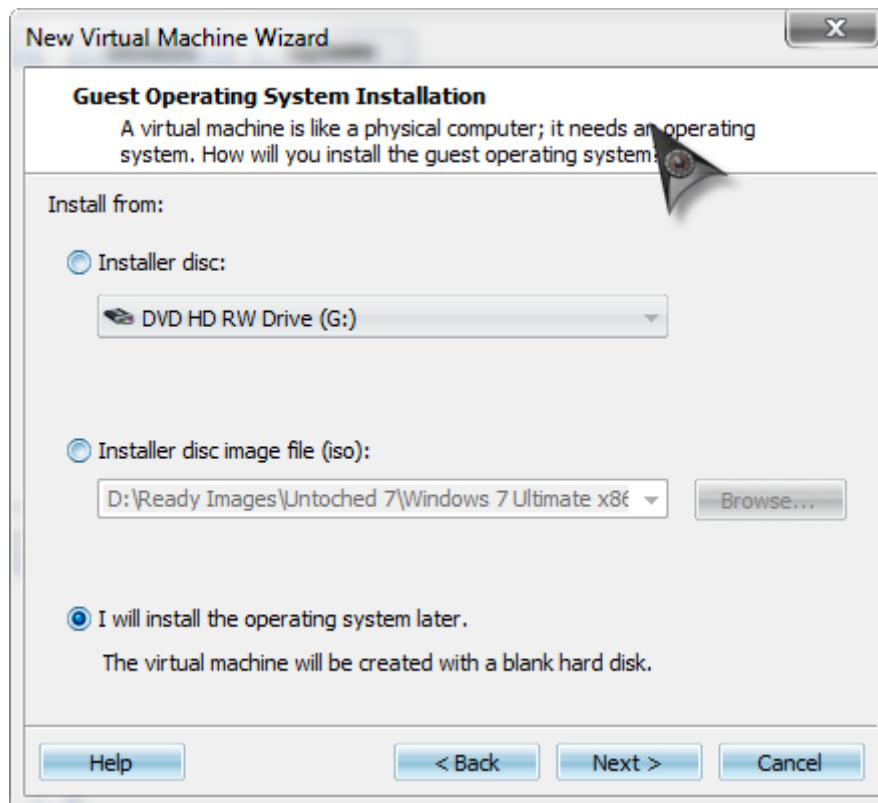 New Virtual Machine Wizard
Guest Operating System Installation
A virtual machine is like a physical computer; it needs an operating
system. How will you install the guest operating system?
Install from:
Installer disc:
DVD HD RW Drive (G:)
Installer disc image file (iso):
D:\Ready Images\Untoched 7\Windows 7 Ultimate x86
Browse...
I will install the operating system later.
The virtual machine will be created with a blank hard disk.
Help
< Back
Next >
Cancel